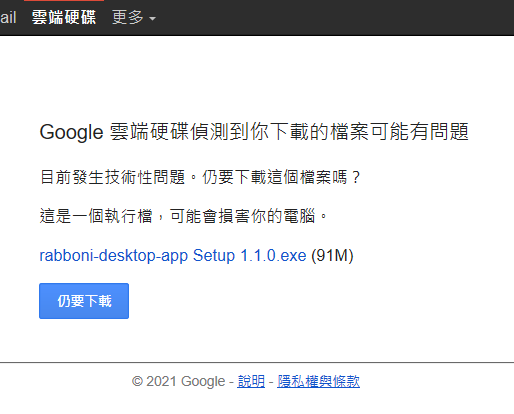 ail 雲端硬碟 更多
Google 雲端硬碟偵測到你下載的檔案可能有問題
目前發生技術性問題。仍要下載這個檔案嗎？
這是一個執行檔，可能會損害你的電腦。
rabboni-desktop-app Setup 1.1.0.exe (91M)
仍要下載
© 2021 Google - 說明 - 隱私權與條款